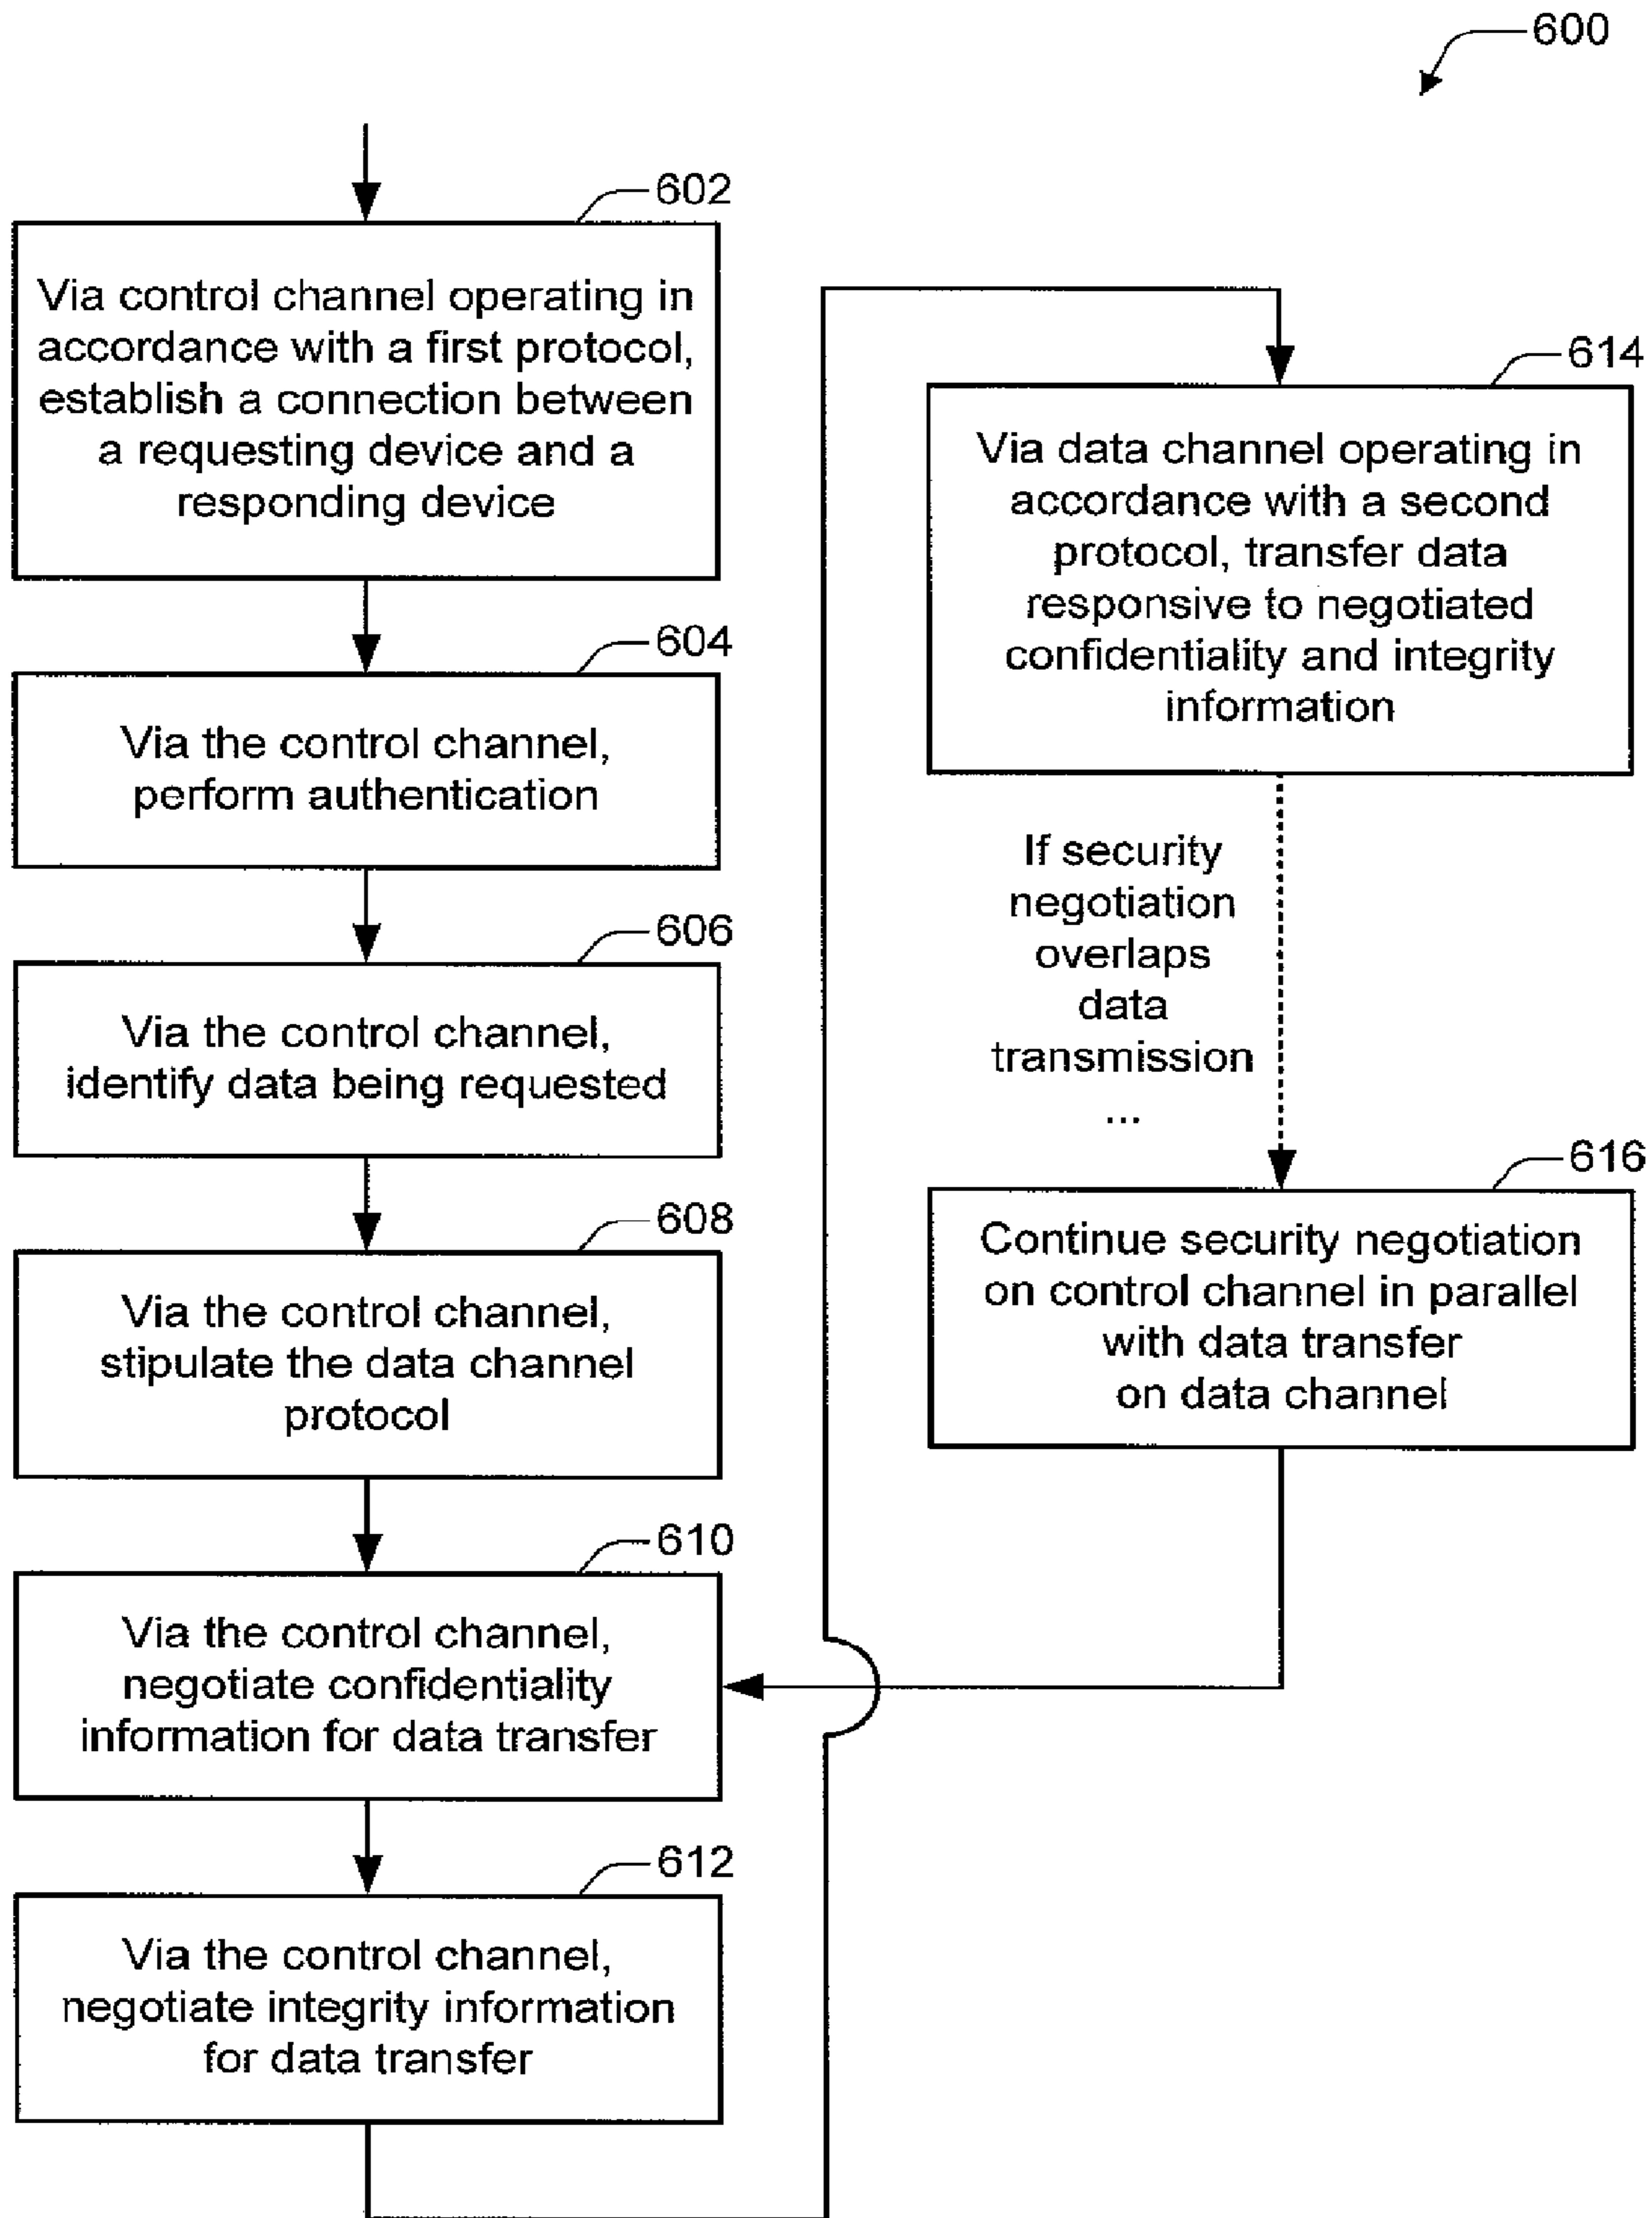 600
602
Via control channel operating in
accordance with a first protocol,
establish a connection between
a requesting device and a
responding device
604
Via the control channel,
perform authentication
606
Via the control channel,
identify data being requested
608
Via the control channel,
stipulate the data channel
protocol
610
Via the control channel,
negotiate confidentiality
information for data transfer
612
Via the control channel,
negotiate integrity information
for data transfer
614
Via data channel operating in
accordance with a second
protocol, transfer data
responsive to negotiated
confidentiality and integrity
information
If security
negotiation
overlaps
data
transmission
...
616
Continue security negotiation
on control channel in parallel
with data transfer
on data channel